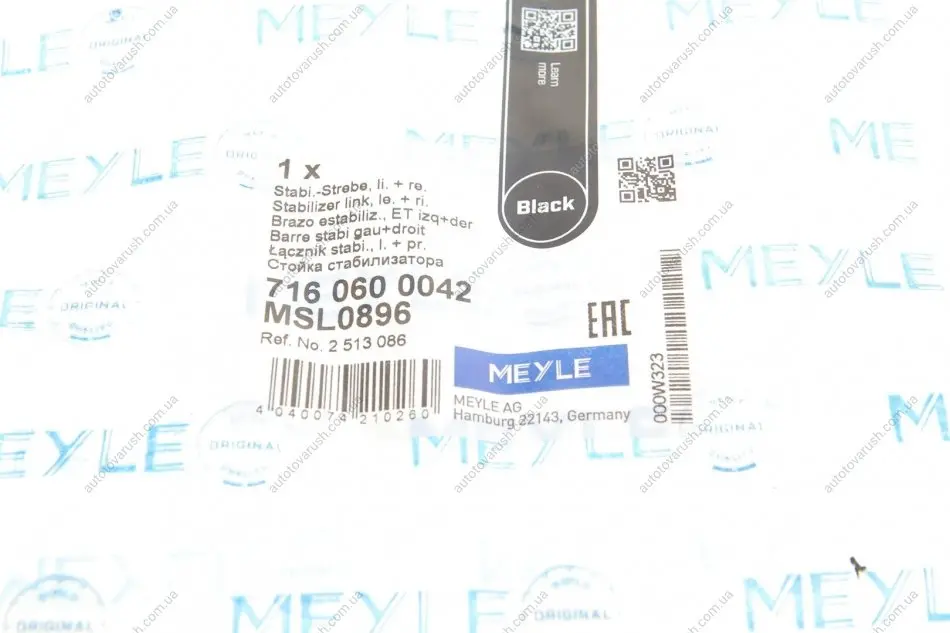 Learn
more
Black
1 x
Stabi.-Strebe, li. + re.
Stabilizer link, le. + ri.
Brazo estabiliz., ET izq+der
Barre stabi gau+droit
Łącznik stabi., l. + pr.
Стойка стабилизатора
716 060 0042
MSL0896
Ref. No. 2 513 086
4 040074 210260
EAC
MEYLE
MEYLE AG
Hamburg 22143, Germany
000W323
MEYLE
ORIGINAL
autotovarush.com.ua